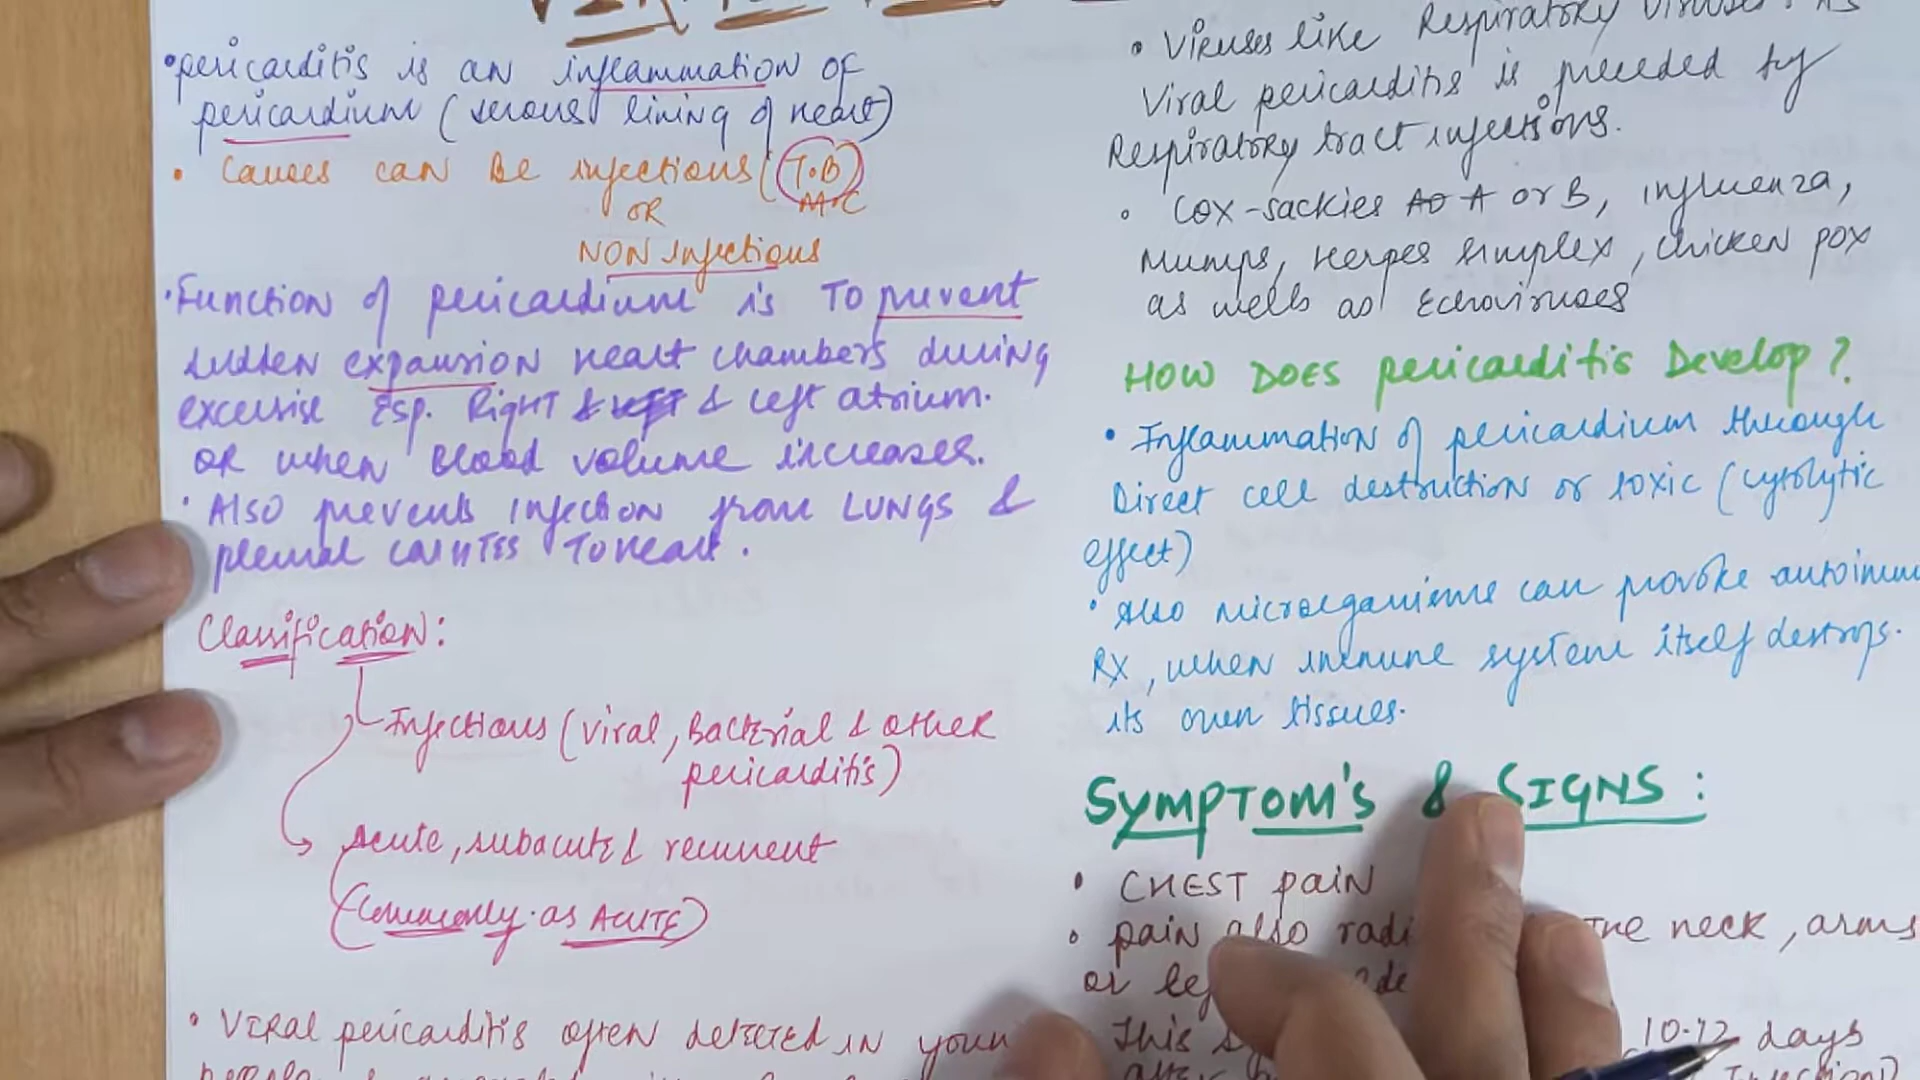 • pericarditis is an inflammation of
pericardium (serous lining of heart)
• Causes can be infectious (T.B)
OR
NON infectious
• Function of pericardium is To prevent
sudden expansion heart chambers during
excersise Esp. Right & left & left atrium.
OR when Blood volume increases.
• Also prevents infection from LUNGS &
pleural cavities To heart.
Classification:
Infectious (viral, Bacterial & other
pericarditis)
Acute, subacute & recurrent
(Commonly as ACUTE)
• VIRAL pericarditis often detected in youn
• Viruses like Respiratory viruses. As
Viral pericarditis is preceded by
Respiratory tract infections.
• Cox-sackies A or B, influenza,
Mumps, Herpes simplex, chicken pox
as wells as Echoviruses
HOW DOES pericarditis Develop?
• Inflammation of pericardium through
Direct cell destruction or toxic (cytolytic
effect)
• Also microrganisms can provoke autoimmu
RX, when immune system itself destroys
its own tissues.
SYMPTOM'S & SIGNS:
• CHEST pain
• pain also radi The neck, arms
or
This
10-12 days